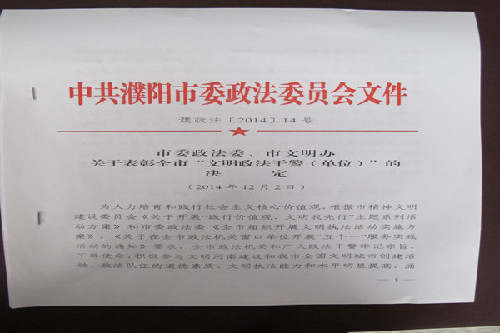 中共濮阳市委政法委员会文件
濮政法〔2014〕14号
市委政法委、市文明办
关于表彰全市“文明政法干警（单位）”的
决 定
（2014年12月2日）
为大力培育和践行社会主义核心价值观，根据市精神文明
建设委员会《关于开展“践行价值观，文明我先行”主题系列活
动方案》和市委政法委《全市组织开展文明执法活动实施方
案》、《关于在全市政法机关窗口单位开展“五个一”服务实践
活动的通知》要求，全市政法机关和广大政法干警牢记宗旨、
不辱使命，积极参与文明河南建设和我市全国文明城市创建活
动，政法队伍的道德素质、文明执法能力和水平明显提高，涌
— 1 —